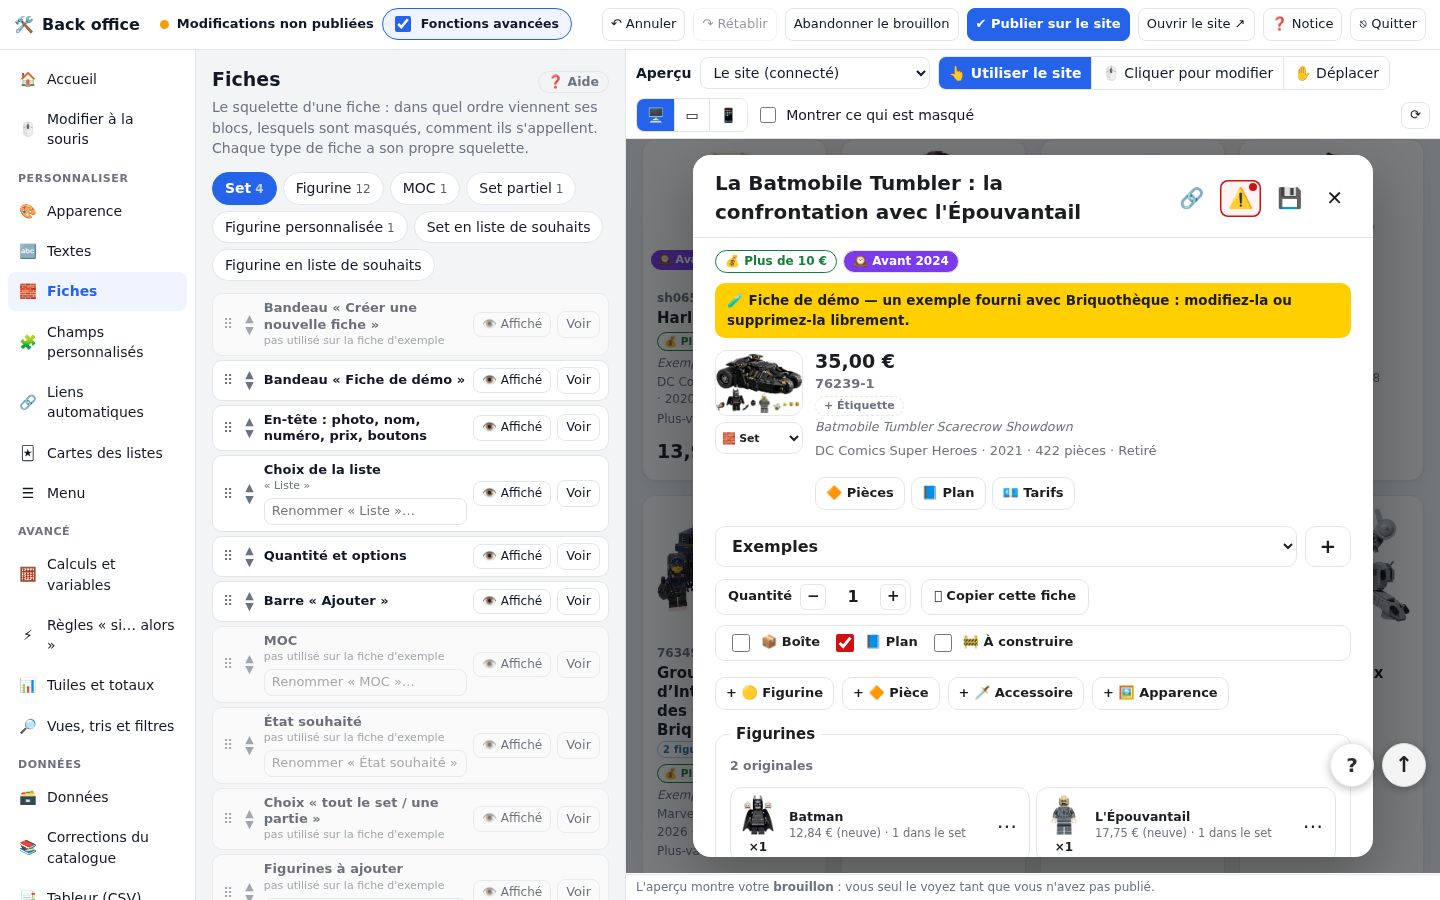 Back office
Modifications non publiées
Fonctions avancées
↶ Annuler
↷ Rétablir
Abandonner le brouillon
✔ Publier sur le site
Ouvrir le site ↗
❓ Notice
⎋ Quitter
Accueil
Modifier à la
souris
PERSONNALISER
Apparence
Textes
Fiches
Champs
personnalisés
Liens
automatiques
Cartes des listes
Menu
AVANCÉ
Calculs et
variables
Règles « si… alors
»
Tuiles et totaux
Vues, tris et filtres
DONNÉES
Données
Corrections du
catalogue
Tableur (CSV)
Fiches
❓ Aide
Le squelette d'une fiche : dans quel ordre viennent ses
blocs, lesquels sont masqués, comment ils s'appellent.
Chaque type de fiche a son propre squelette.
Set 4
Figurine 12
MOC 1
Set partiel 1
Figurine personnalisée 1
Set en liste de souhaits
Figurine en liste de souhaits
Bandeau « Créer une
nouvelle fiche »
pas utilisé sur la fiche d'exemple
Affiché
Voir
Bandeau « Fiche de démo »
Affiché
Voir
En-tête : photo, nom,
numéro, prix, boutons
Affiché
Voir
Choix de la liste
« Liste »
Renommer « Liste »…
Affiché
Voir
Quantité et options
Affiché
Voir
Barre « Ajouter »
Affiché
Voir
MOC
pas utilisé sur la fiche d'exemple
Renommer « MOC »…
Affiché
Voir
État souhaité
pas utilisé sur la fiche d'exemple
Renommer « État souhaité »
Affiché
Voir
Choix « tout le set / une
partie »
pas utilisé sur la fiche d'exemple
Affiché
Voir
Figurines à ajouter
pas utilisé sur la fiche d'exemple
Affiché
Voir
Aperçu
Le site (connecté)
Utiliser le site
Cliquer pour modifier
Déplacer
Montrer ce qui est masqué
La Batmobile Tumbler : la
confrontation avec l'Épouvantail
Plus de 10 €
Avant 2024
Fiche de démo — un exemple fourni avec Briquothèque : modifiez-la ou
supprimez-la librement.
35,00 €
76239-1
+ Étiquette
Batmobile Tumbler Scarecrow Showdown
Set
DC Comics Super Heroes · 2021 · 422 pièces · Retiré
Pièces
Plan
Tarifs
Exemples
+
Quantité
−
1
+
Copier cette fiche
Boîte
Plan
À construire
+ Figurine
+ Pièce
+ Accessoire
+ Apparence
Figurines
2 originales
Batman
12,84 € (neuve) · 1 dans le set
×1
L'Épouvantail
17,75 € (neuve) · 1 dans le set
×1
?
↑
L'aperçu montre votre brouillon : vous seul le voyez tant que vous n'avez pas publié.